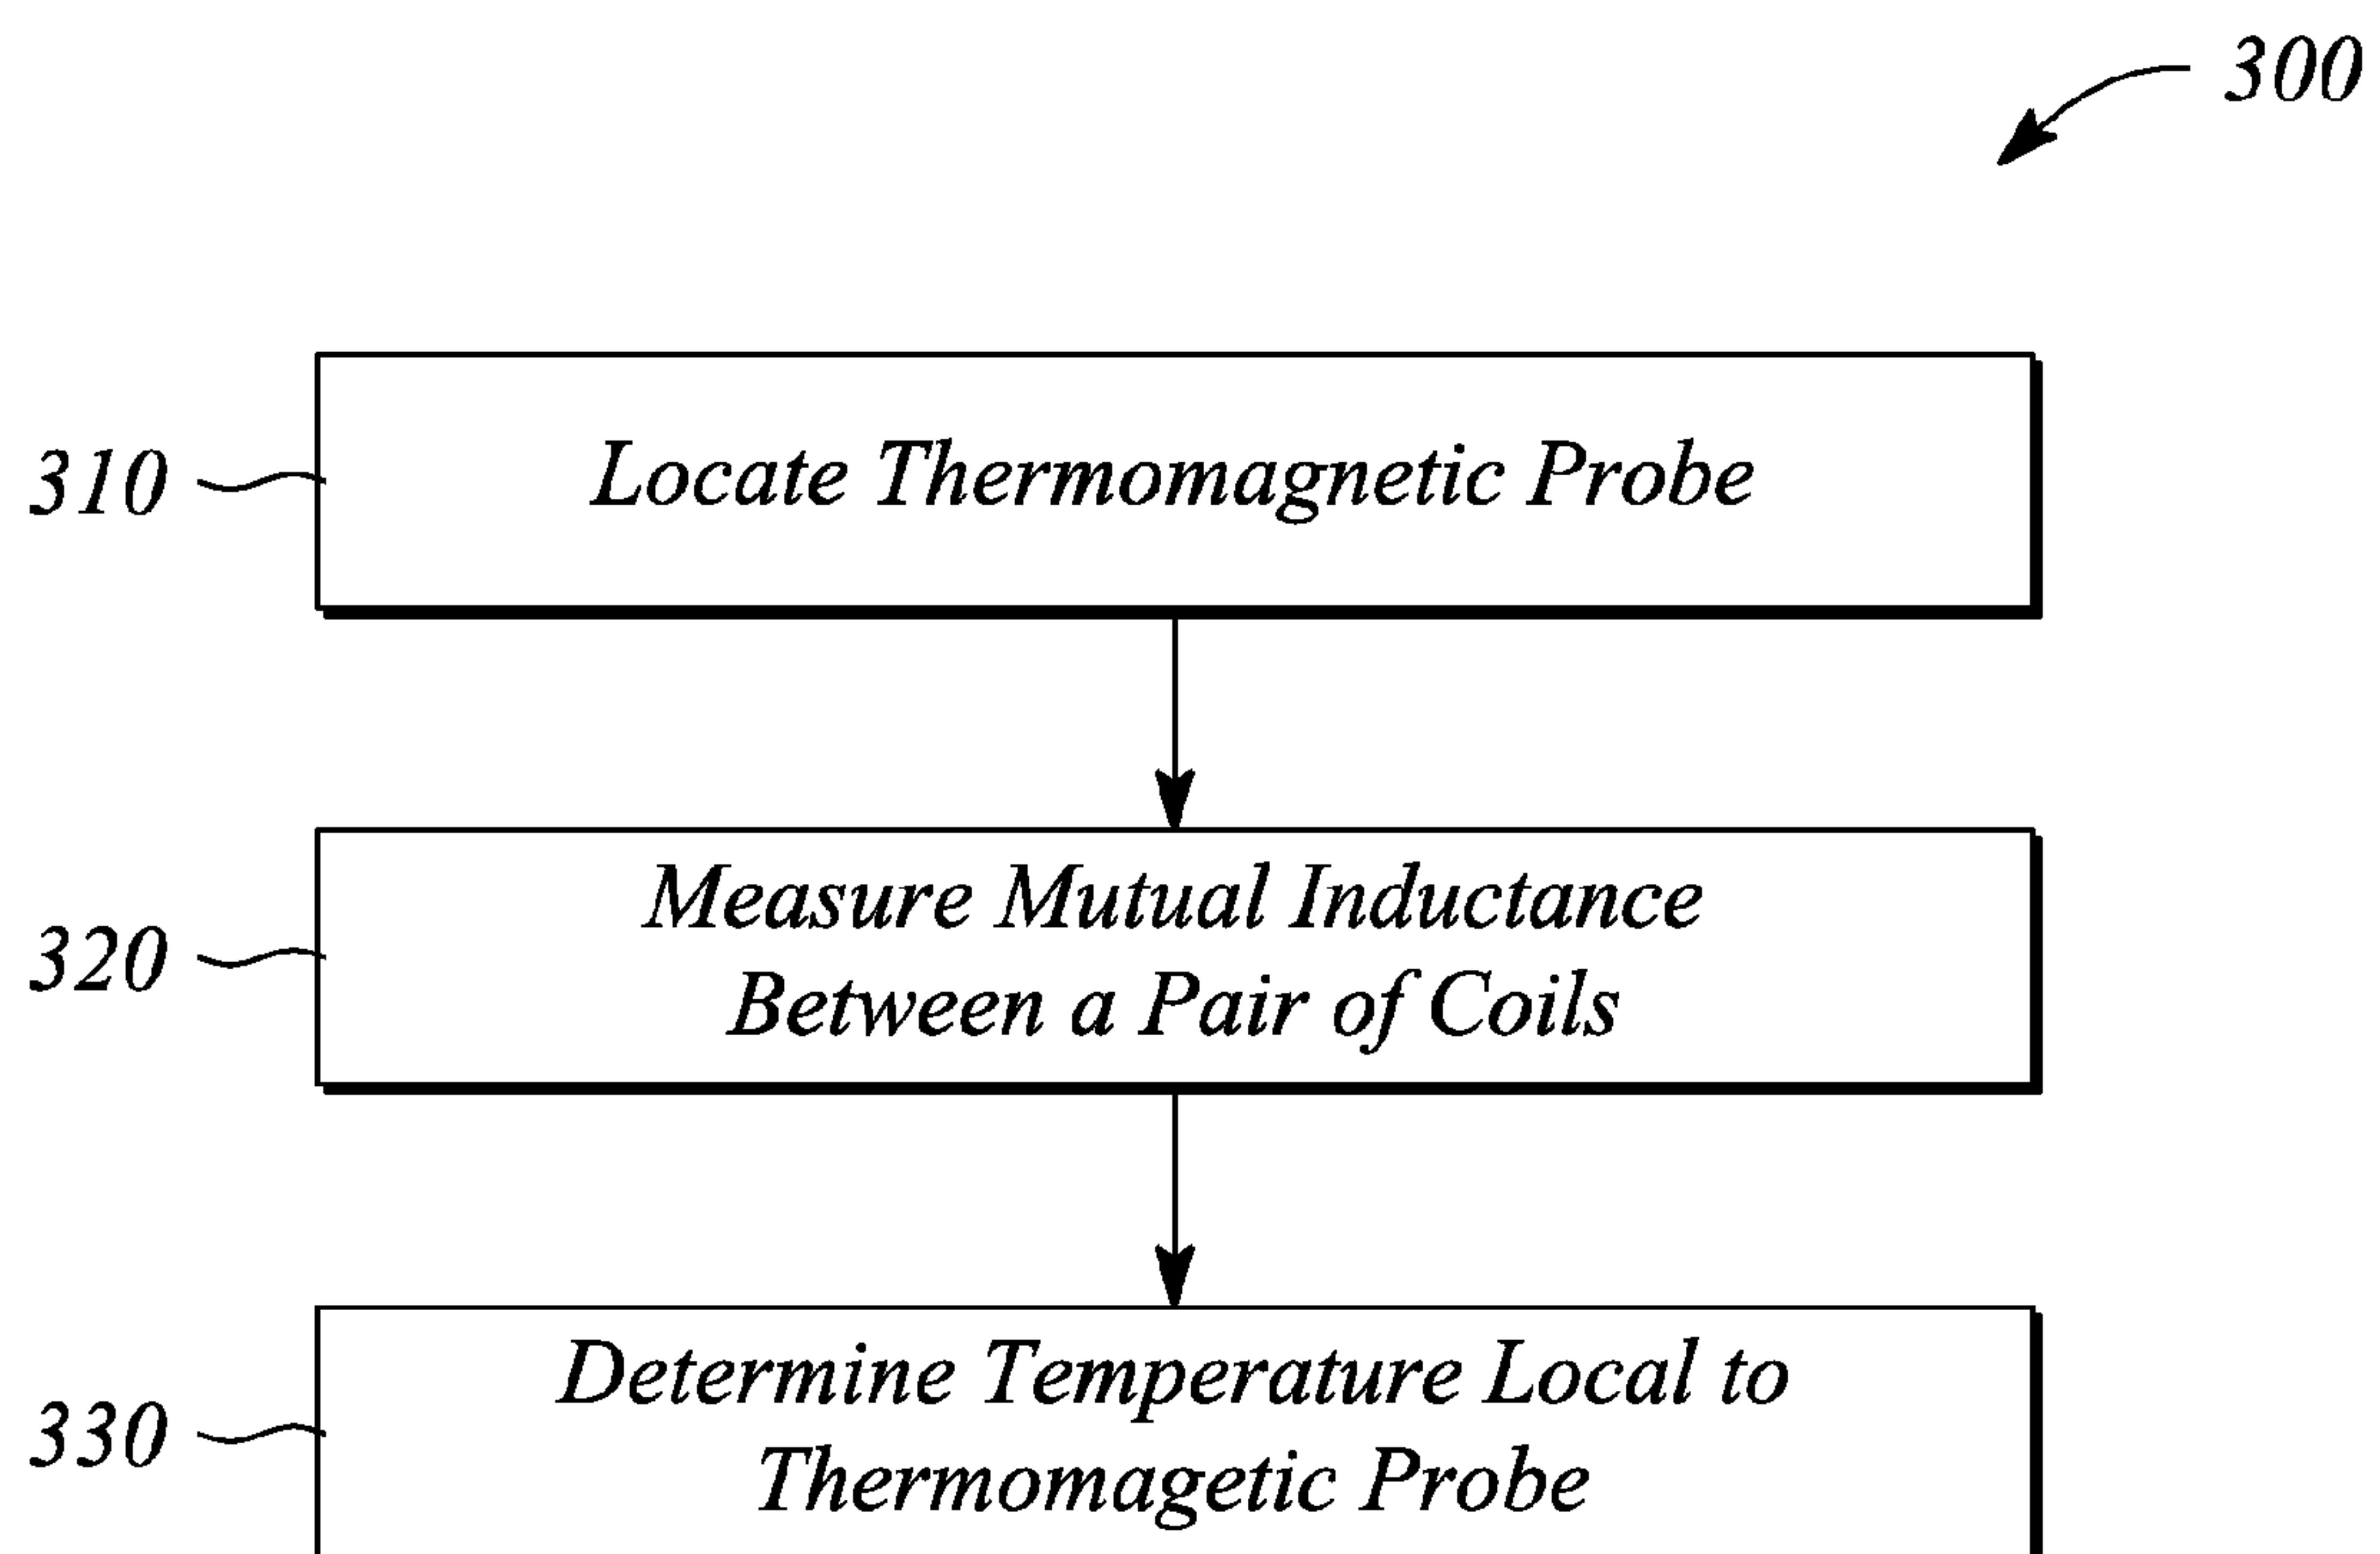 300
310
Locate Thermomagnetic Probe
320
Measure Mutual Inductance
Between a Pair of Coils
330
Determine Temperature Local to
Thermomagetic Probe